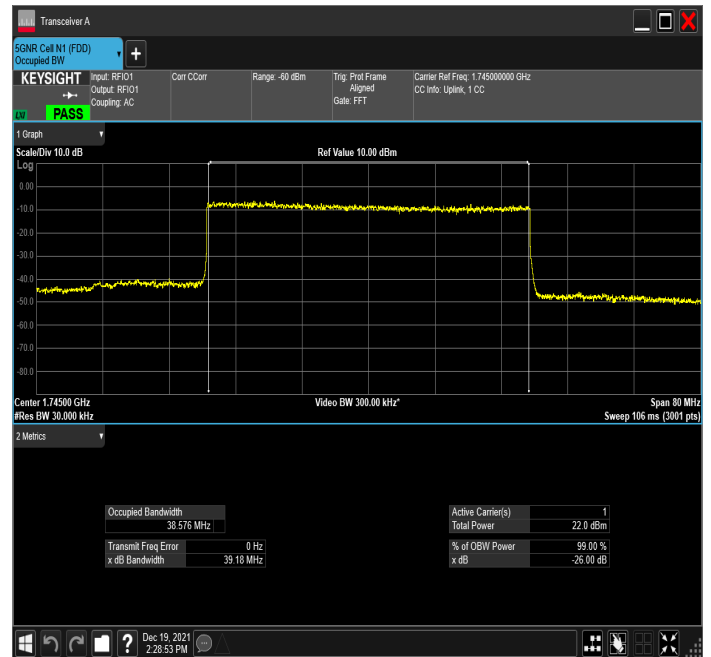 Transceiver A
5GNR Cell N1 (FDD)
Occupied BW
+
KEYSIGHT Input: RFIO1 Corr CCorr Range: -60 dBm Trig: Prot Frame Carrier Ref Freq: 1.745000000 GHz
Output: RFIO1 Aligned CC Info: Uplink, 1 CC
Coupling: AC Gate: FFT
LXI PASS
1 Graph
Scale/Div 10.0 dB Ref Value 10.00 dBm
Log
0.00
-10.0
-20.0
-30.0
-40.0
-50.0
-60.0
-70.0
-80.0
Center 1.74500 GHz Video BW 300.00 kHz* Span 80 MHz
#Res BW 30.000 kHz Sweep 106 ms (3001 pts)
2 Metrics
Occupied Bandwidth Active Carrier(s) 1
38.576 MHz Total Power 22.0 dBm
Transmit Freq Error 0 Hz % of OBW Power 99.00 %
x dB Bandwidth 39.18 MHz x dB -26.00 dB
? Dec 19, 2021
2:28:53 PM